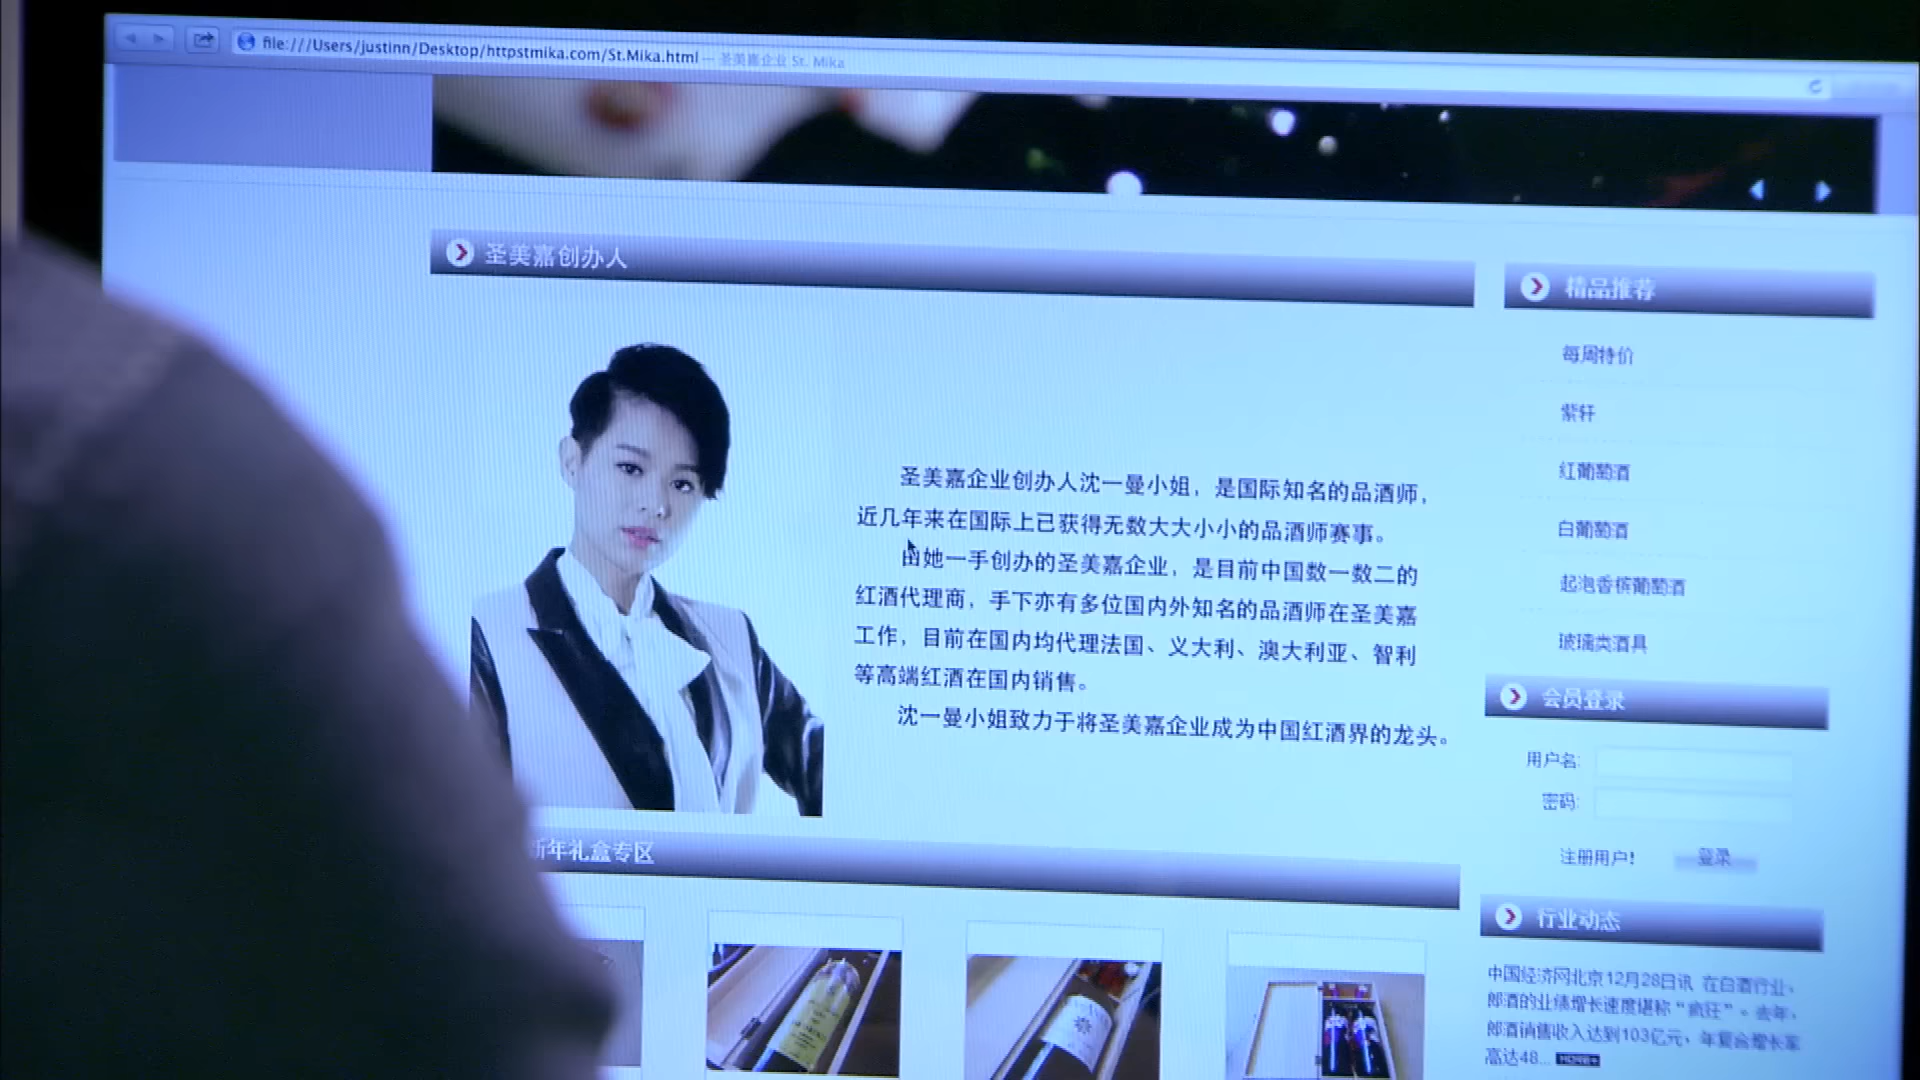 file:///Users/justinn/Desktop/httpstmika.com/St.Mika.html — 圣美嘉企业 St. Mika
圣美嘉创办人
圣美嘉企业创办人沈一曼小姐，是国际知名的品酒师，
近几年来在国际上已获得无数大大小小的品酒师赛事。
由她一手创办的圣美嘉企业，是目前中国数一数二的
红酒代理商，手下亦有多位国内外知名的品酒师在圣美嘉
工作，目前在国内均代理法国、义大利、澳大利亚、智利
等高端红酒在国内销售。
沈一曼小姐致力于将圣美嘉企业成为中国红酒界的龙头。
新年礼盒专区
精品推荐
每周特价
紫轩
红葡萄酒
白葡萄酒
起泡香槟葡萄酒
玻璃类酒具
会员登录
用户名:
密码:
注册用户! 登录
行业动态
中国经济网北京12月28日讯 在白酒行业、
郎酒的业绩增长速度堪称“疯狂”。去年，
郎酒销售收入达到103亿元，年复合增长率
高达48... MORE+